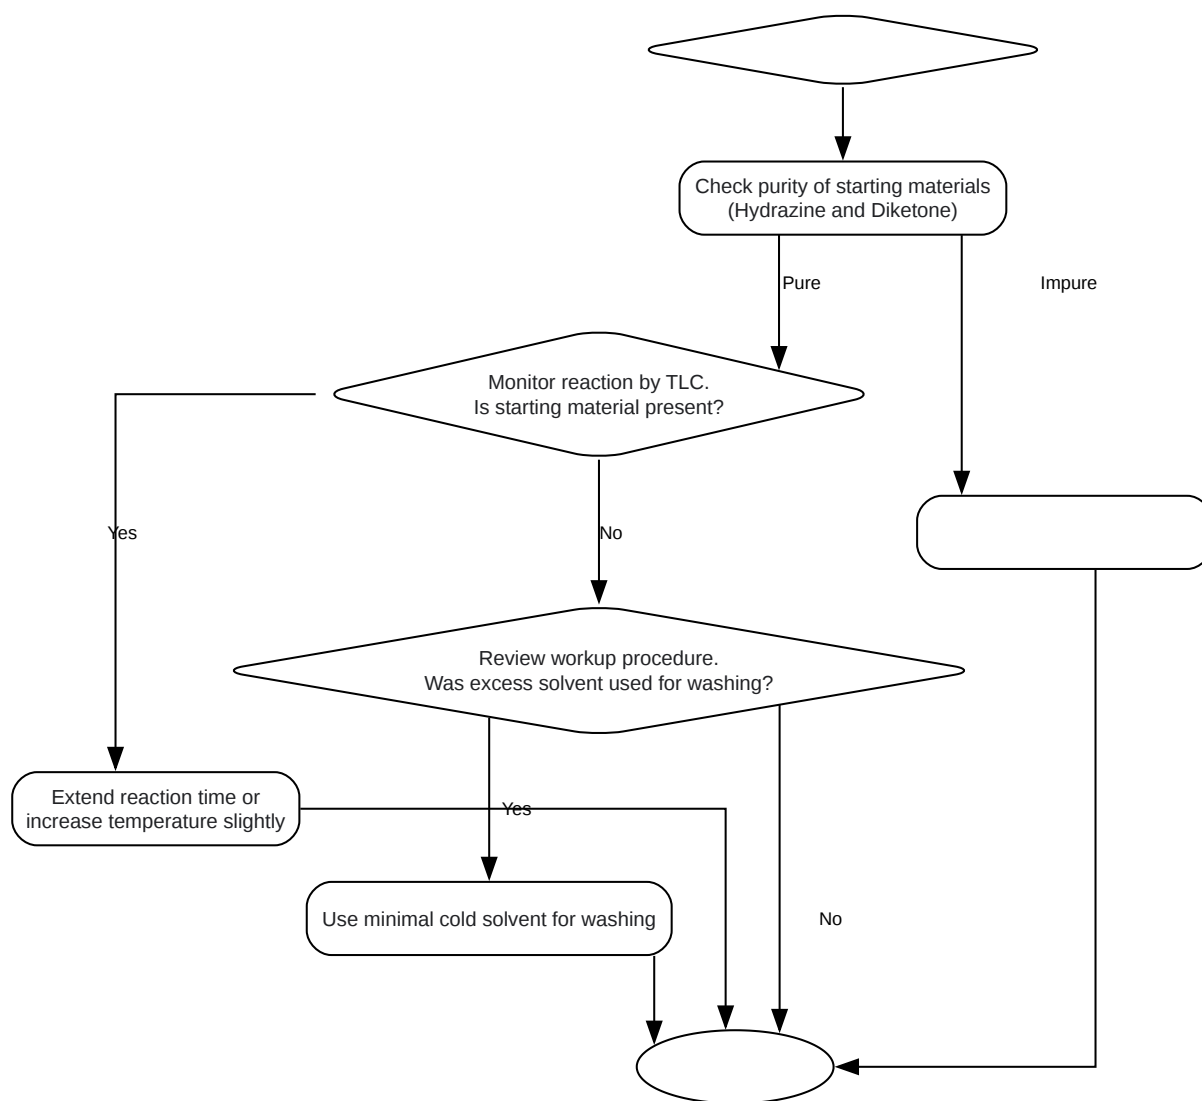 Check purity of starting materials
(Hydrazine and Diketone)
Pure
Impure
Monitor reaction by TLC.
Is starting material present?
Yes
No
Review workup procedure.
Was excess solvent used for washing?
Extend reaction time or
increase temperature slightly
Yes
Use minimal cold solvent for washing
No